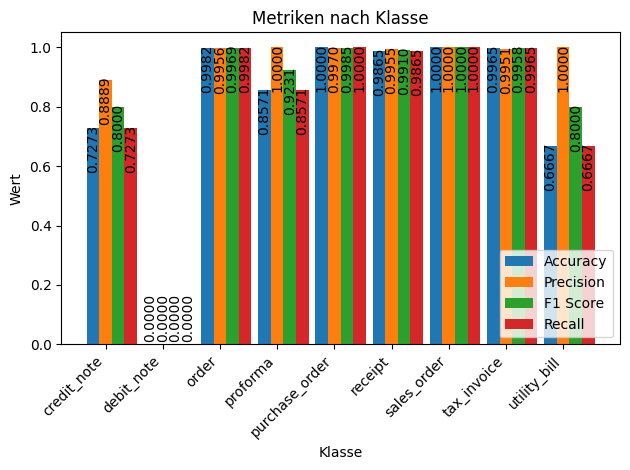 Metriken nach Klasse
Wert
1.0
0.8
0.6
0.4
0.2
0.0
0.7273
0.8889
0.8000
0.7273
0.0000
0.0000
0.0000
0.0000
0.9982
0.9956
0.9969
0.9982
0.8571
1.0000
0.9231
0.8571
1.0000
0.9970
0.9985
1.0000
0.9865
0.9955
0.9910
0.9865
1.0000
1.0000
1.0000
1.0000
0.9965
0.9951
0.9958
0.9965
0.6667
1.0000
0.8000
0.6667
Accuracy
Precision
F1 Score
Recall
credit_note
debit_note
order
proforma
purchase_order
receipt
sales_order
tax_invoice
utility_bill
Klasse